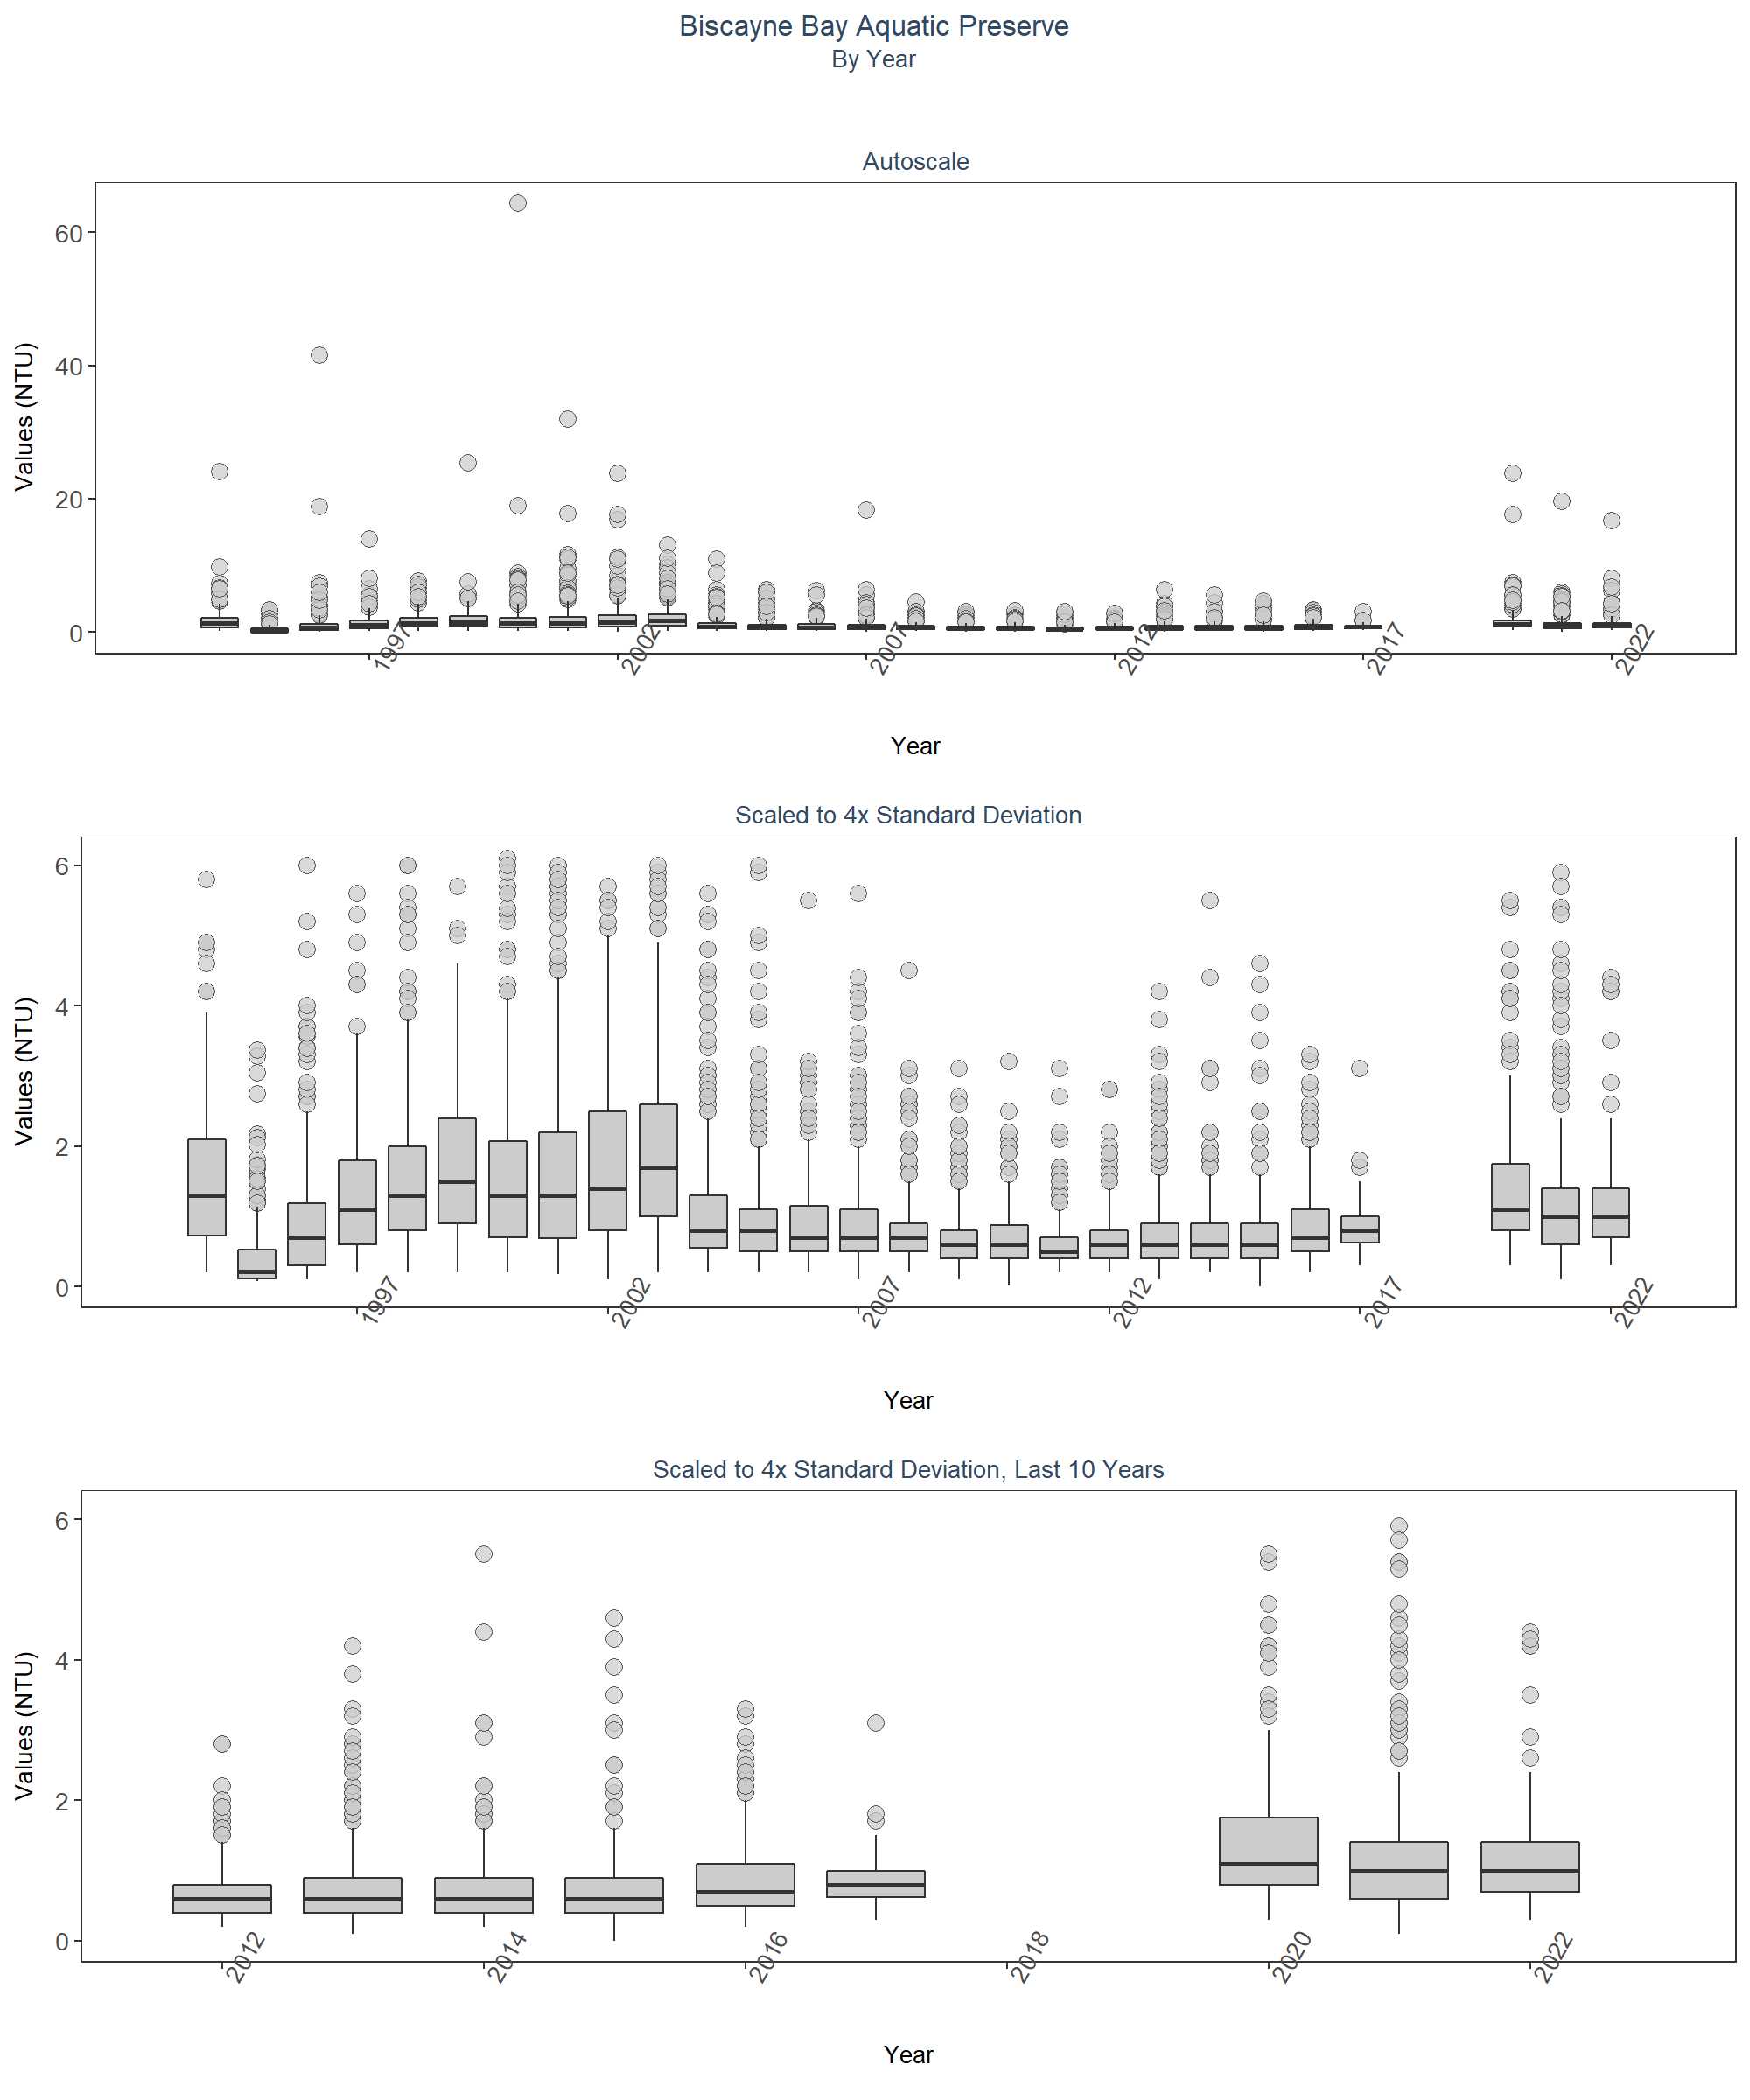 Biscayne Bay Aquatic Preserve
By Year
Autoscale
Values (NTU)
60
40
20
0
1997
2002
2007
2012
2017
2022
Year
Scaled to 4x Standard Deviation
Values (NTU)
6
4
2
0
1997
2002
2007
2012
2017
2022
Year
Scaled to 4x Standard Deviation, Last 10 Years
Values (NTU)
6
4
2
0
2012
2014
2016
2018
2020
2022
Year